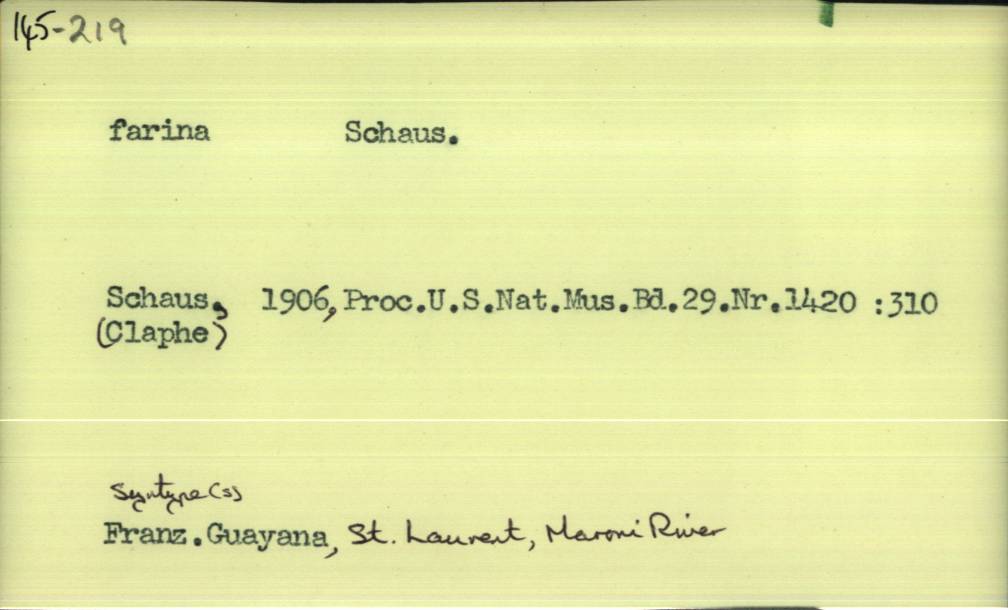 145-219
farina Schaus.
Schaus, 1906, Proc.U.S.Nat.Mus.Bd.29.Nr.1420 :310
(Claphe)
Syntype(s)
Franz.Guayana, St. Laurent, Maroni River